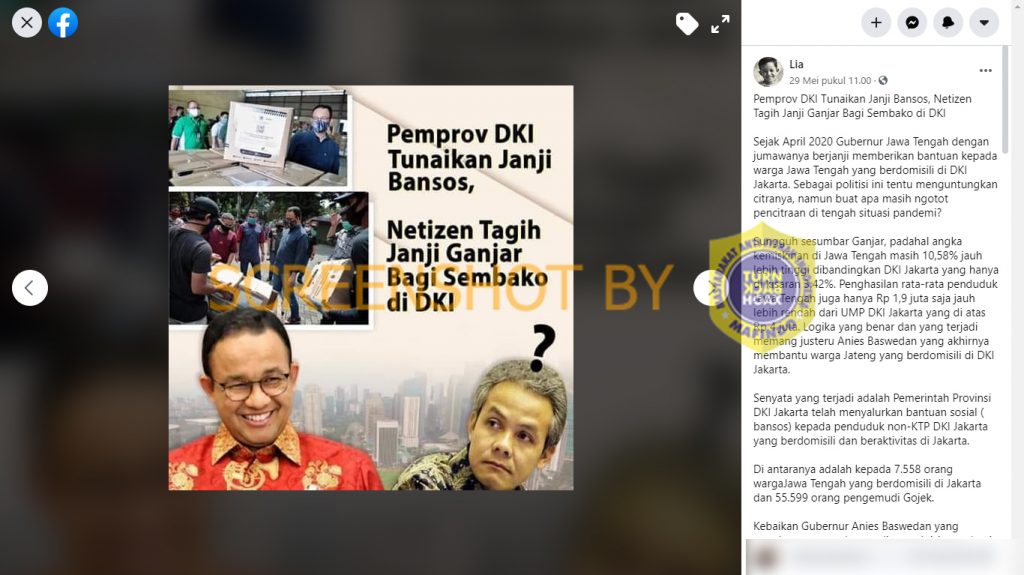 Pemprov DKI
Tunaikan Janji
Bansos,
Netizen Tagih
Janji Ganjar
Bagi Sembako
di DKI
?
SCREENSHOT BY
TURN
BACK
HOAX
MASYARAKAT ANTI FITNAH
MAFINDO
Lia
29 Mei pukul 11.00 ·
Pemprov DKI Tunaikan Janji Bansos, Netizen
Tagih Janji Ganjar Bagi Sembako di DKI
Sejak April 2020 Gubernur Jawa Tengah dengan
jumawanya berjanji memberikan bantuan kepada
warga Jawa Tengah yang berdomisili di DKI
Jakarta. Sebagai politisi ini tentu menguntungkan
citranya, namun buat apa masih ngotot
pencitraan di tengah situasi pandemi?
Sungguh sesumbar Ganjar, padahal angka
kemiskinan di Jawa Tengah masih 10,58% jauh
lebih tinggi dibandingkan DKI Jakarta yang hanya
di kisaran 3,42%. Penghasilan rata-rata penduduk
Jawa Tengah juga hanya Rp 1,9 juta saja jauh
lebih rendah dari UMP DKI Jakarta yang di atas
Rp 4 juta. Logika yang benar dan yang terjadi
memang justeru Anies Baswedan yang akhirnya
membantu warga Jateng yang berdomisili di DKI
Jakarta.
Senyata yang terjadi adalah Pemerintah Provinsi
DKI Jakarta telah menyalurkan bantuan sosial (
bansos) kepada penduduk non-KTP DKI Jakarta
yang berdomisili dan beraktivitas di Jakarta.
Di antaranya adalah kepada 7.558 orang
wargaJawa Tengah yang berdomisili di Jakarta
dan 55.599 orang pengemudi Gojek.
Kebaikan Gubernur Anies Baswedan yang